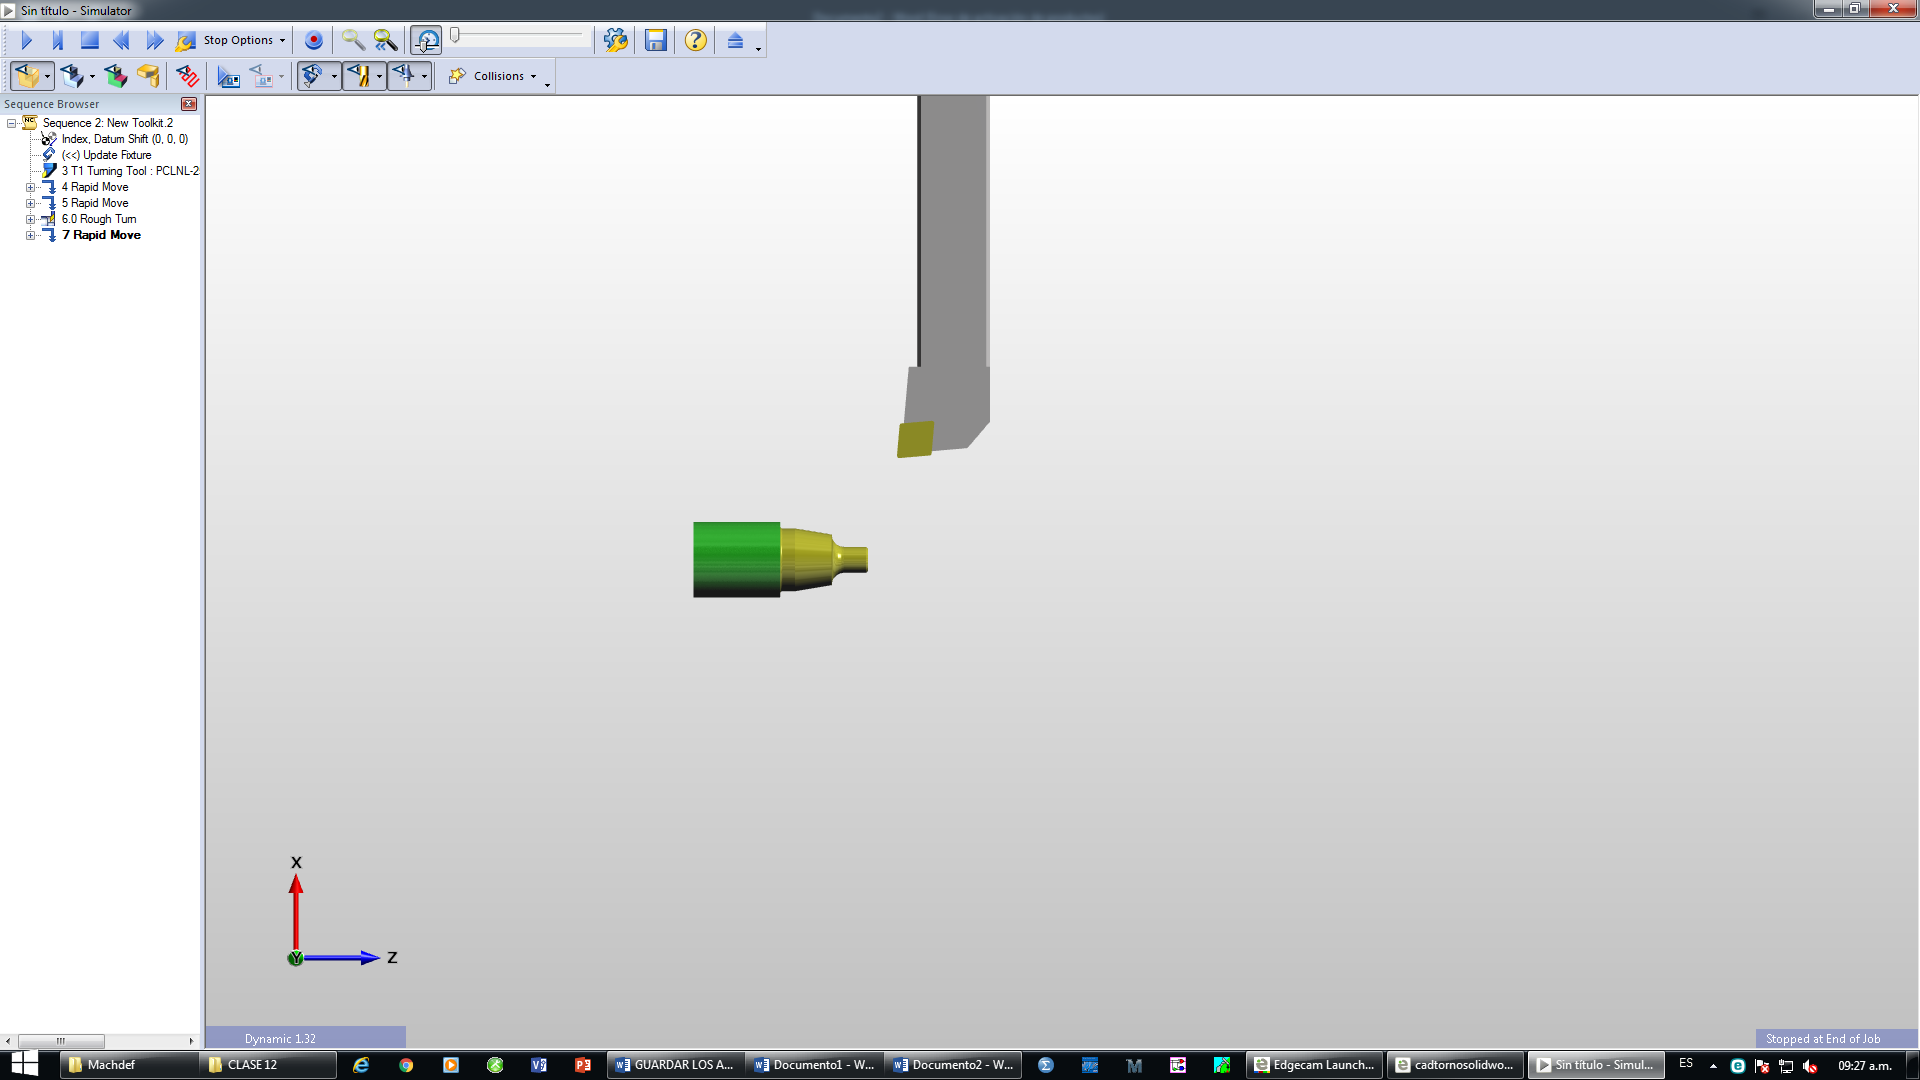 Sin título - Simulator
Stop Options
Collisions
Sequence Browser
Sequence 2: New Toolkit.2
Index, Datum Shift (0, 0, 0)
(<<) Update Fixture
3 T1 Turning Tool : PCLNL-2
4 Rapid Move
5 Rapid Move
6.0 Rough Turn
7 Rapid Move
X
Y
Z
Dynamic 1.32
Stopped at End of Job
Machdef
CLASE 12
GUARDAR LOS A...
Documento1 - W...
Documento2 - W...
Edgecam Launch...
cadtornosolidwo...
Sin título - Simul...
ES
09:27 a.m.